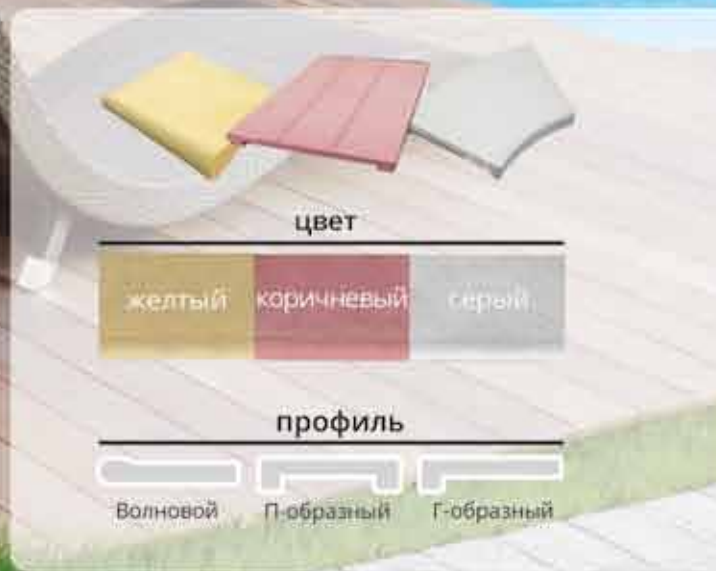 цвет
желтый коричневый серый
профиль
Волновой П-образный Г-образный